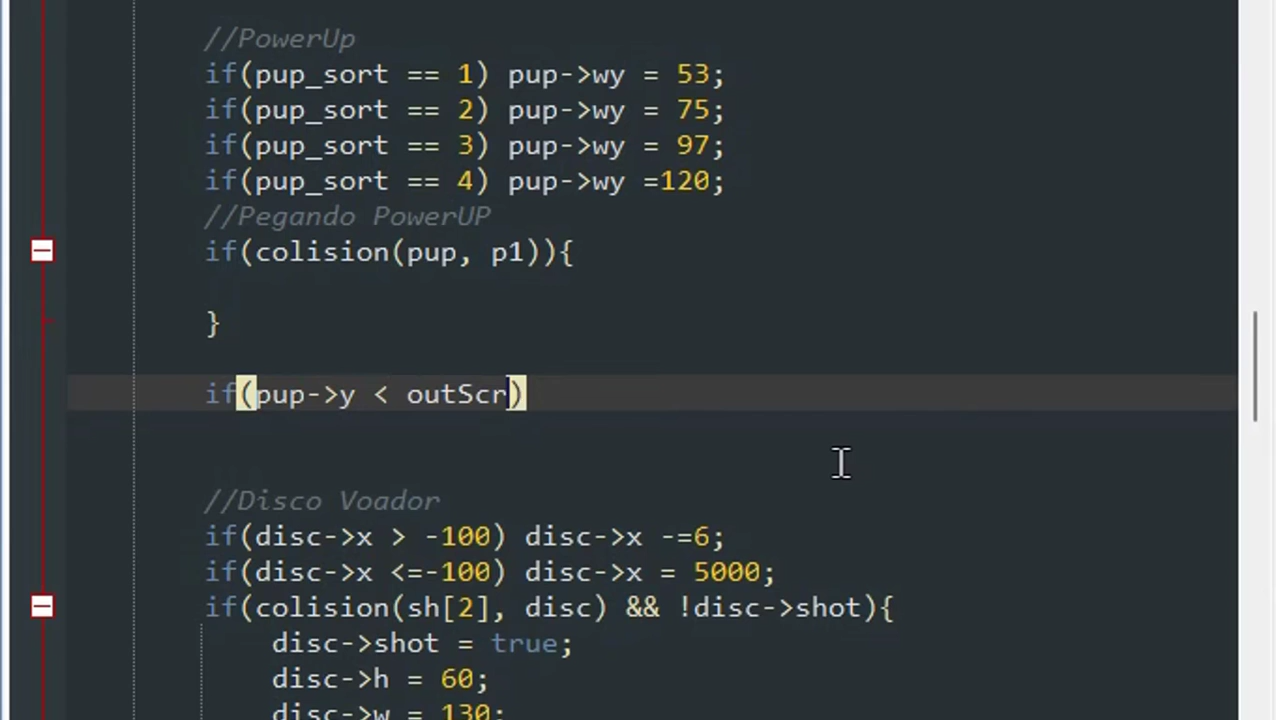 //PowerUp
if(pup_sort == 1) pup->wy = 53;
if(pup_sort == 2) pup->wy = 75;
if(pup_sort == 3) pup->wy = 97;
if(pup_sort == 4) pup->wy =120;
//Pegando PowerUP
if(colision(pup, p1)){
}
if(pup->y < outScr)
//Disco Voador
if(disc->x > -100) disc->x -=6;
if(disc->x <=-100) disc->x = 5000;
if(colision(sh[2], disc) && !disc->shot){
disc->shot = true;
disc->h = 60;
disc->w = 130;